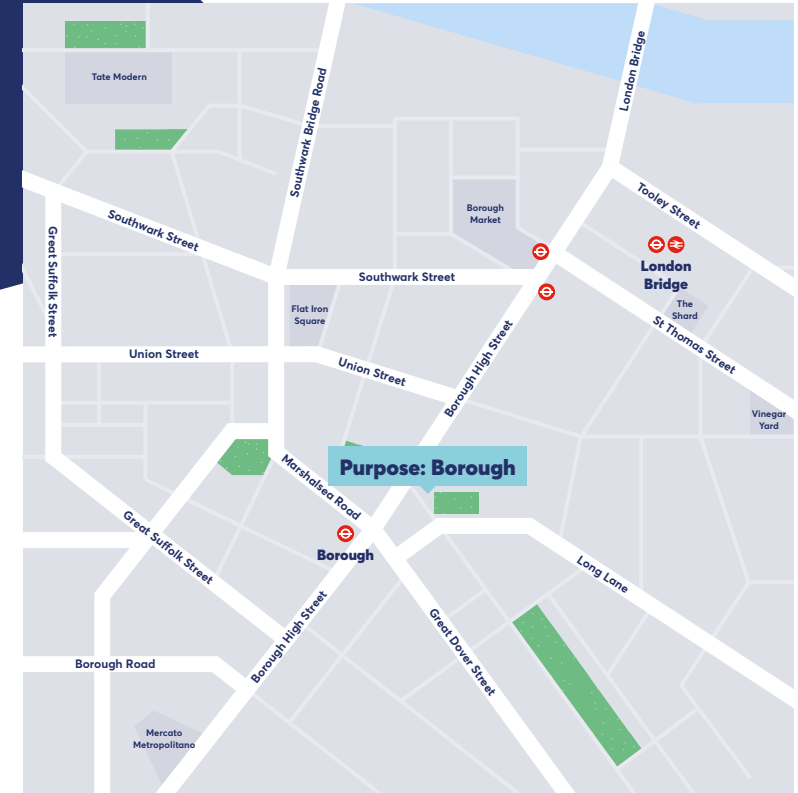 Tate Modern
Southwark Bridge Road
London Bridge
Southwark Street
Great Suffolk Street
Borough
Market
Tooley Street
London
Bridge
Southwark Street
The
Shard
Flat Iron
Square
St Thomas Street
Union Street
Union Street
Borough High Street
Vinegar
Yard
Purpose: Borough
Marshalsea Road
Great Suffolk Street
Borough
Long Lane
Borough High Street
Great Dover Street
Borough Road
Mercato
Metropolitano